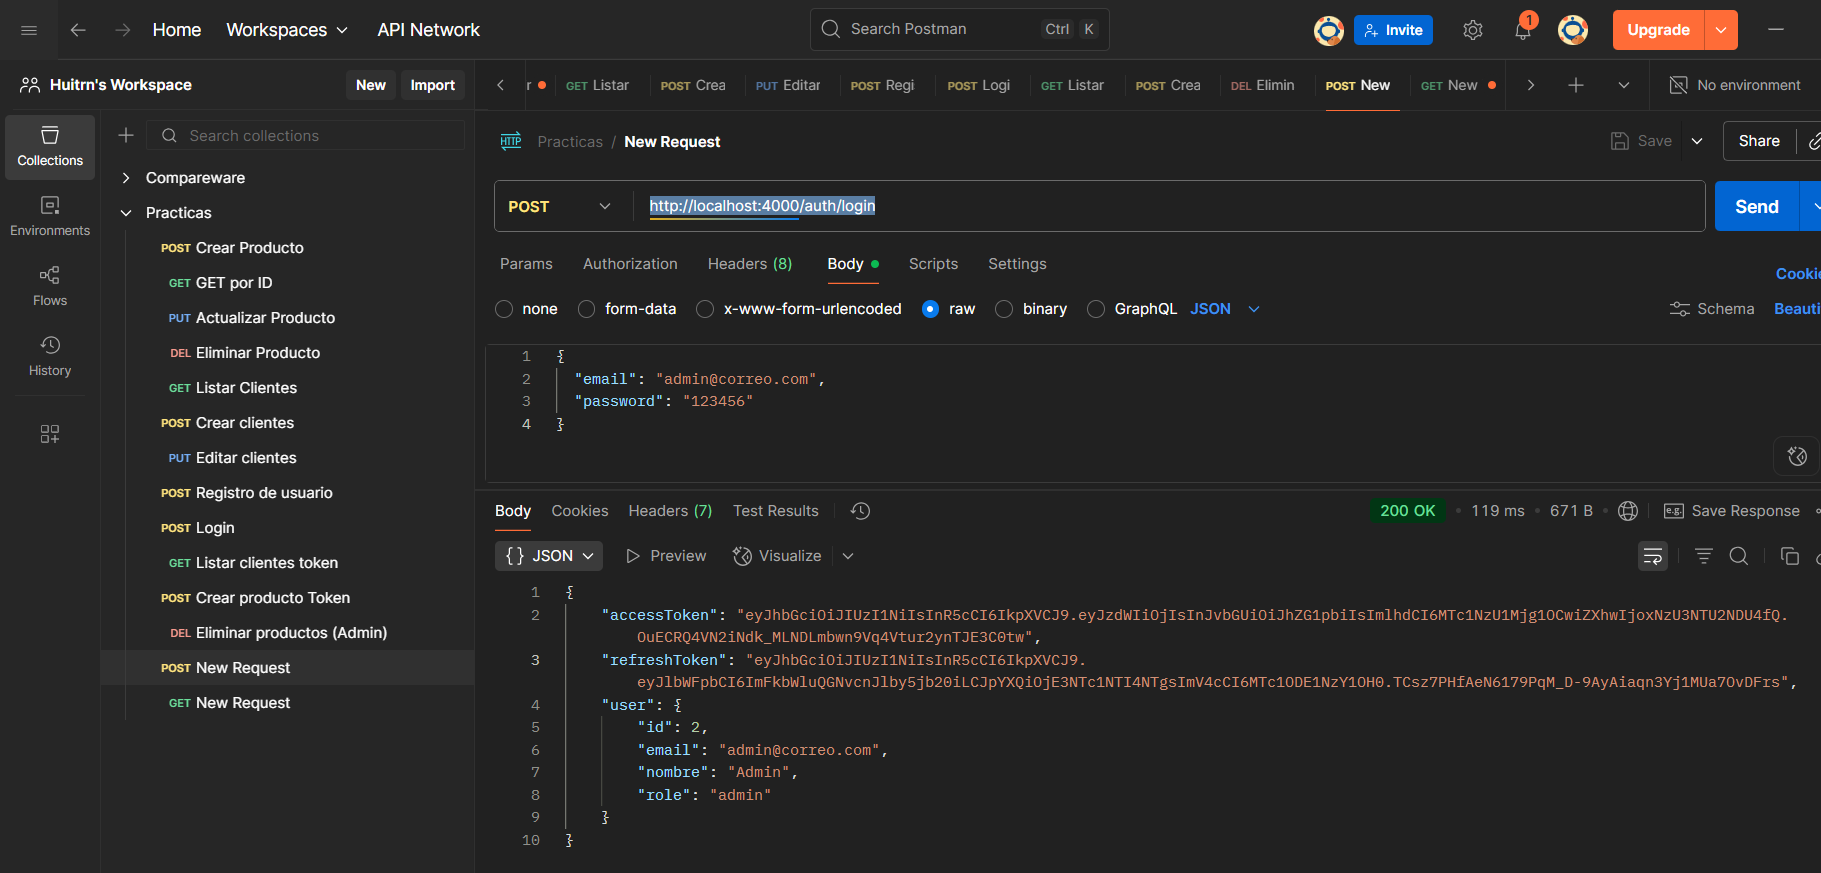 Home Workspaces API Network Search Postman Ctrl K Invite 1 Upgrade
Huitrn's Workspace New Import
r GET Listar POST Crea PUT Editar POST Regi POST Logi GET Listar POST Crea DEL Elimin POST New GET New No environment
Search collections
HTTP Practicas / New Request Save Share
Collections
Environments
Flows
History
Compareware
Practicas
POST Crear Producto
GET GET por ID
PUT Actualizar Producto
DEL Eliminar Producto
GET Listar Clientes
POST Crear clientes
PUT Editar clientes
POST Registro de usuario
POST Login
GET Listar clientes token
POST Crear producto Token
DEL Eliminar productos (Admin)
POST New Request
GET New Request
POST http://localhost:4000/auth/login Send
Params Authorization Headers (8) Body Scripts Settings Cookie
none form-data x-www-form-urlencoded raw binary GraphQL JSON Schema Beauti
1 {
2 "email": "admin@correo.com",
3 "password": "123456"
4 }
Body Cookies Headers (7) Test Results 200 OK • 119 ms • 671 B • e.g. Save Response
{} JSON Preview Visualize
1 {
2 "accessToken": "eyJhbGciOiJIUzI1NiIsInR5cCI6IkpXVCJ9.eyJzdWIiOjIsInJvbGUiOiJhZG1pbiIsImlhdCI6MTc1NzU1Mjg1OCwiZXhwIjoxNzU3NTU2NDU4fQ.
OuECRQ4VN2iNdk_MLNDLmbwn9Vq4Vtur2ynTJE3C0tw",
3 "refreshToken": "eyJhbGciOiJIUzI1NiIsInR5cCI6IkpXVCJ9.
eyJlbWFpbCI6ImFkbWluQGNvcnJlby5jb20iLCJpYXQiOjE3NTc1NTI4NTgsImV4cCI6MTc1ODE1NzY1OH0.TCsz7PHfAeN6179PqM_D-9AyAiaqn3Yj1MUa7OvDFrs",
4 "user": {
5 "id": 2,
6 "email": "admin@correo.com",
7 "nombre": "Admin",
8 "role": "admin"
9 }
10 }